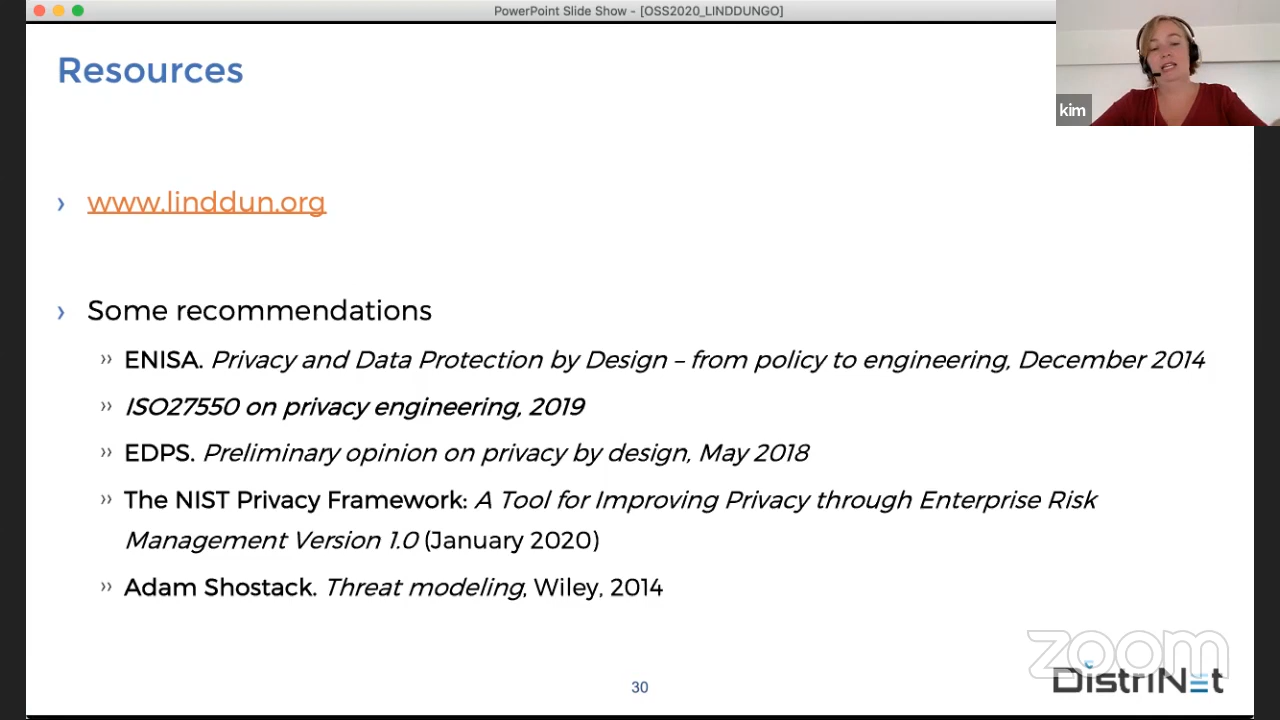 PowerPoint Slide Show - [OSS2020_LINDDUNGO]
kim
Resources
› www.linddun.org
› Some recommendations
›› ENISA. Privacy and Data Protection by Design – from policy to engineering, December 2014
›› ISO27550 on privacy engineering, 2019
›› EDPS. Preliminary opinion on privacy by design, May 2018
›› The NIST Privacy Framework: A Tool for Improving Privacy through Enterprise Risk
Management Version 1.0 (January 2020)
›› Adam Shostack. Threat modeling, Wiley, 2014
zoom
DistriNet
30